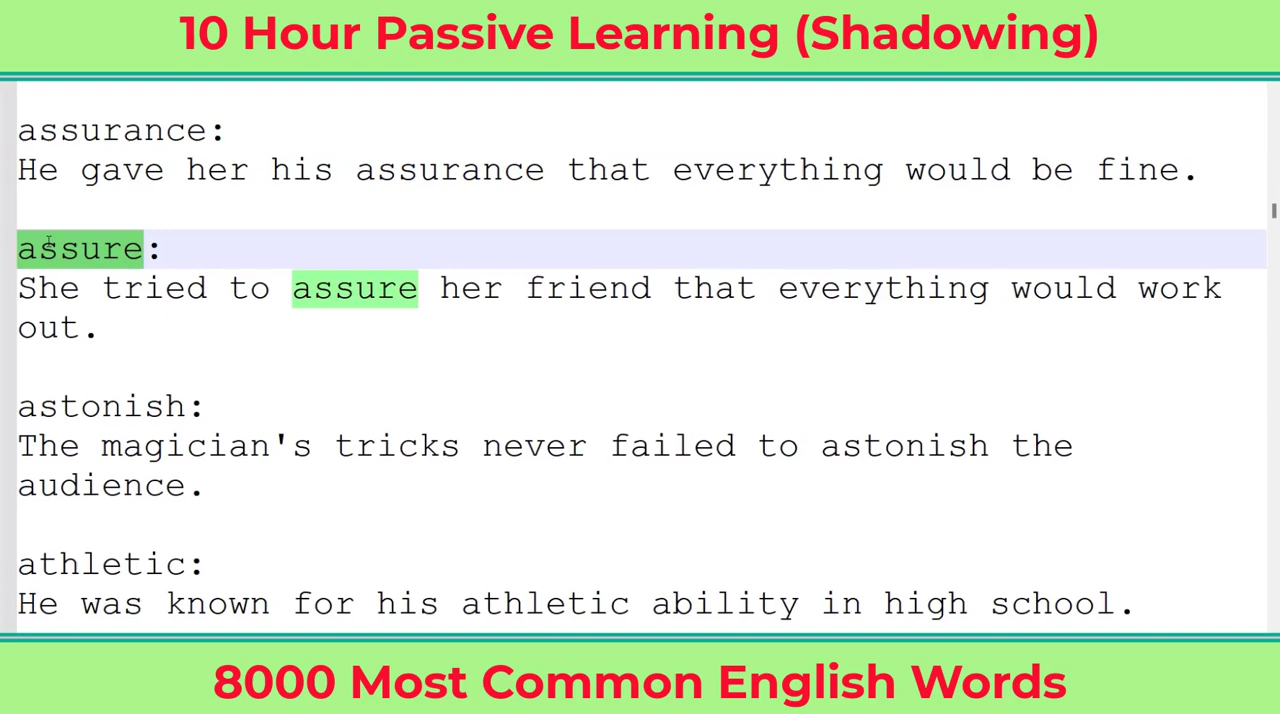 10 Hour Passive Learning (Shadowing)
assurance:
He gave her his assurance that everything would be fine.
assure:
She tried to assure her friend that everything would work
out.
astonish:
The magician's tricks never failed to astonish the
audience.
athletic:
He was known for his athletic ability in high school.
8000 Most Common English Words